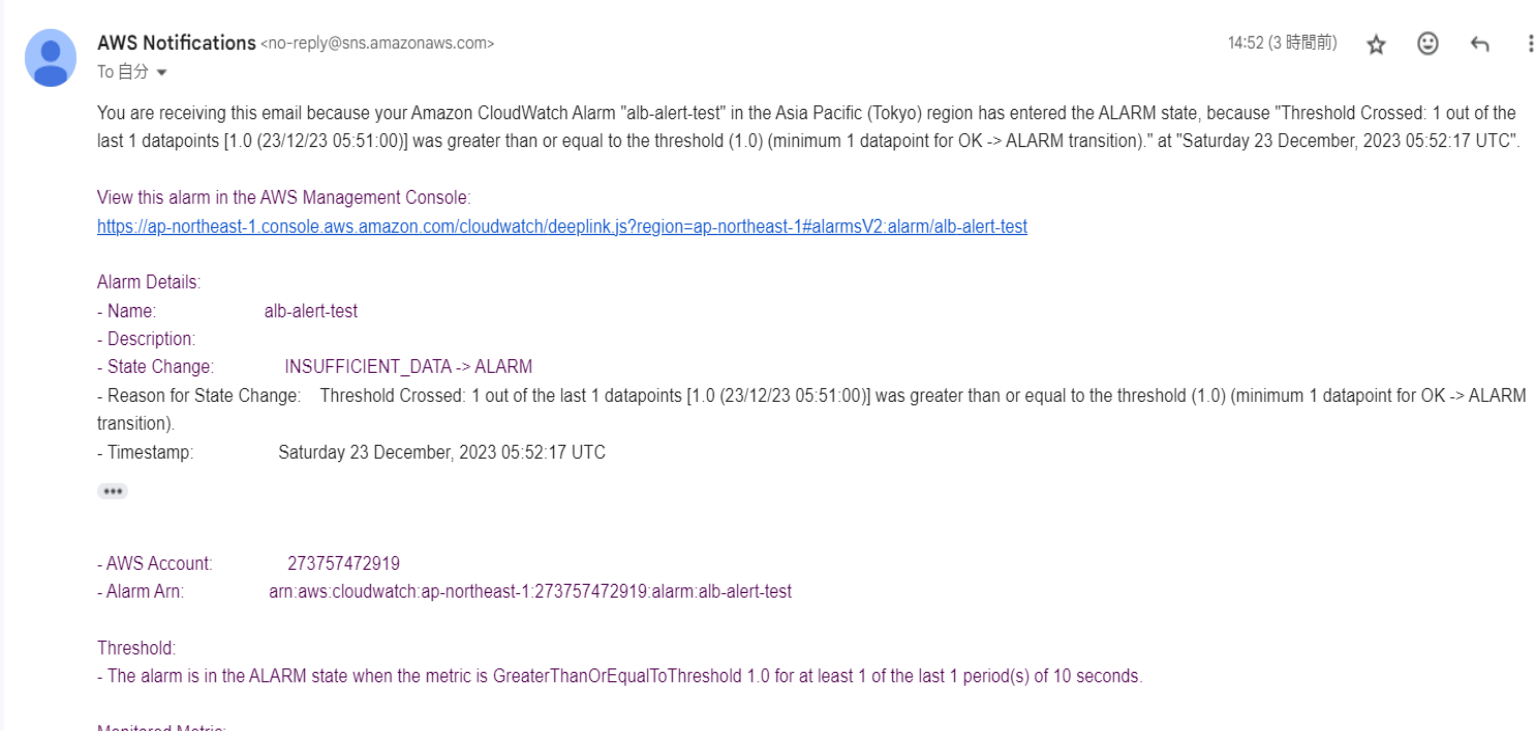 AWS Notifications <no-reply@sns.amazonaws.com> 14:52 (3 時間前)
To 自分
You are receiving this email because your Amazon CloudWatch Alarm "alb-alert-test" in the Asia Pacific (Tokyo) region has entered the ALARM state, because "Threshold Crossed: 1 out of the
last 1 datapoints [1.0 (23/12/23 05:51:00)] was greater than or equal to the threshold (1.0) (minimum 1 datapoint for OK -> ALARM transition)." at "Saturday 23 December, 2023 05:52:17 UTC".
View this alarm in the AWS Management Console:
https://ap-northeast-1.console.aws.amazon.com/cloudwatch/deeplink.js?region=ap-northeast-1#alarmsV2:alarm/alb-alert-test
Alarm Details:
- Name: alb-alert-test
- Description:
- State Change: INSUFFICIENT_DATA -> ALARM
- Reason for State Change: Threshold Crossed: 1 out of the last 1 datapoints [1.0 (23/12/23 05:51:00)] was greater than or equal to the threshold (1.0) (minimum 1 datapoint for OK -> ALARM
transition).
- Timestamp: Saturday 23 December, 2023 05:52:17 UTC
- AWS Account: 273757472919
- Alarm Arn: arn:aws:cloudwatch:ap-northeast-1:273757472919:alarm:alb-alert-test
Threshold:
- The alarm is in the ALARM state when the metric is GreaterThanOrEqualToThreshold 1.0 for at least 1 of the last 1 period(s) of 10 seconds.
Monitored Metric: